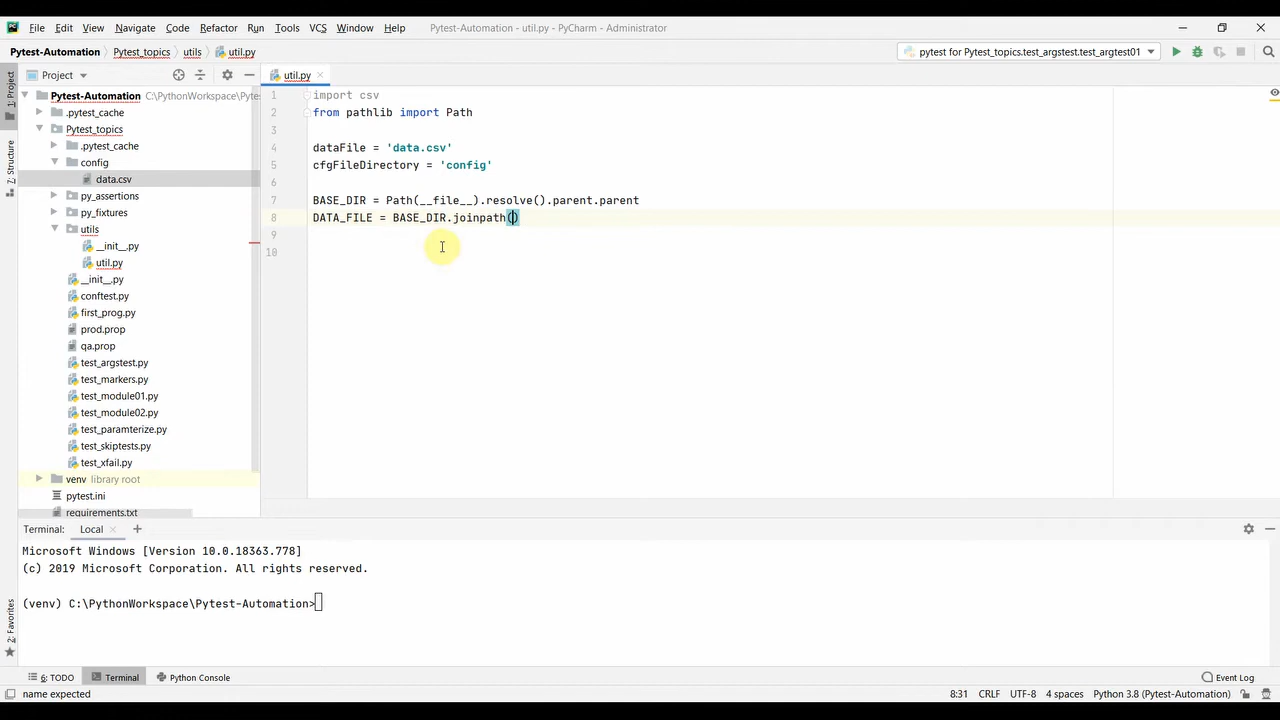 PC File Edit View Navigate Code Refactor Run Tools VCS Window Help Pytest-Automation - util.py - PyCharm - Administrator
Pytest-Automation Pytest_topics utils util.py pytest for Pytest_topics.test_argstest.test_argtest01
1: Project
7: Structure
2: Favorites
Project
util.py
Pytest-Automation C:\PythonWorkspace\Pyte
.pytest_cache
Pytest_topics
.pytest_cache
config
data.csv
py_assertions
py_fixtures
utils
__init__.py
util.py
__init__.py
conftest.py
first_prog.py
prod.prop
qa.prop
test_argstest.py
test_markers.py
test_module01.py
test_module02.py
test_paramterize.py
test_skiptests.py
test_xfail.py
venv library root
pytest.ini
requirements.txt
1 import csv
2 from pathlib import Path
3
4 dataFile = 'data.csv'
5 cfgFileDirectory = 'config'
6
7 BASE_DIR = Path(__file__).resolve().parent.parent
8 DATA_FILE = BASE_DIR.joinpath()
9
10
Terminal: Local
Microsoft Windows [Version 10.0.18363.778]
(c) 2019 Microsoft Corporation. All rights reserved.
(venv) C:\PythonWorkspace\Pytest-Automation>
6: TODO Terminal Python Console Event Log
name expected 8:31 CRLF UTF-8 4 spaces Python 3.8 (Pytest-Automation)